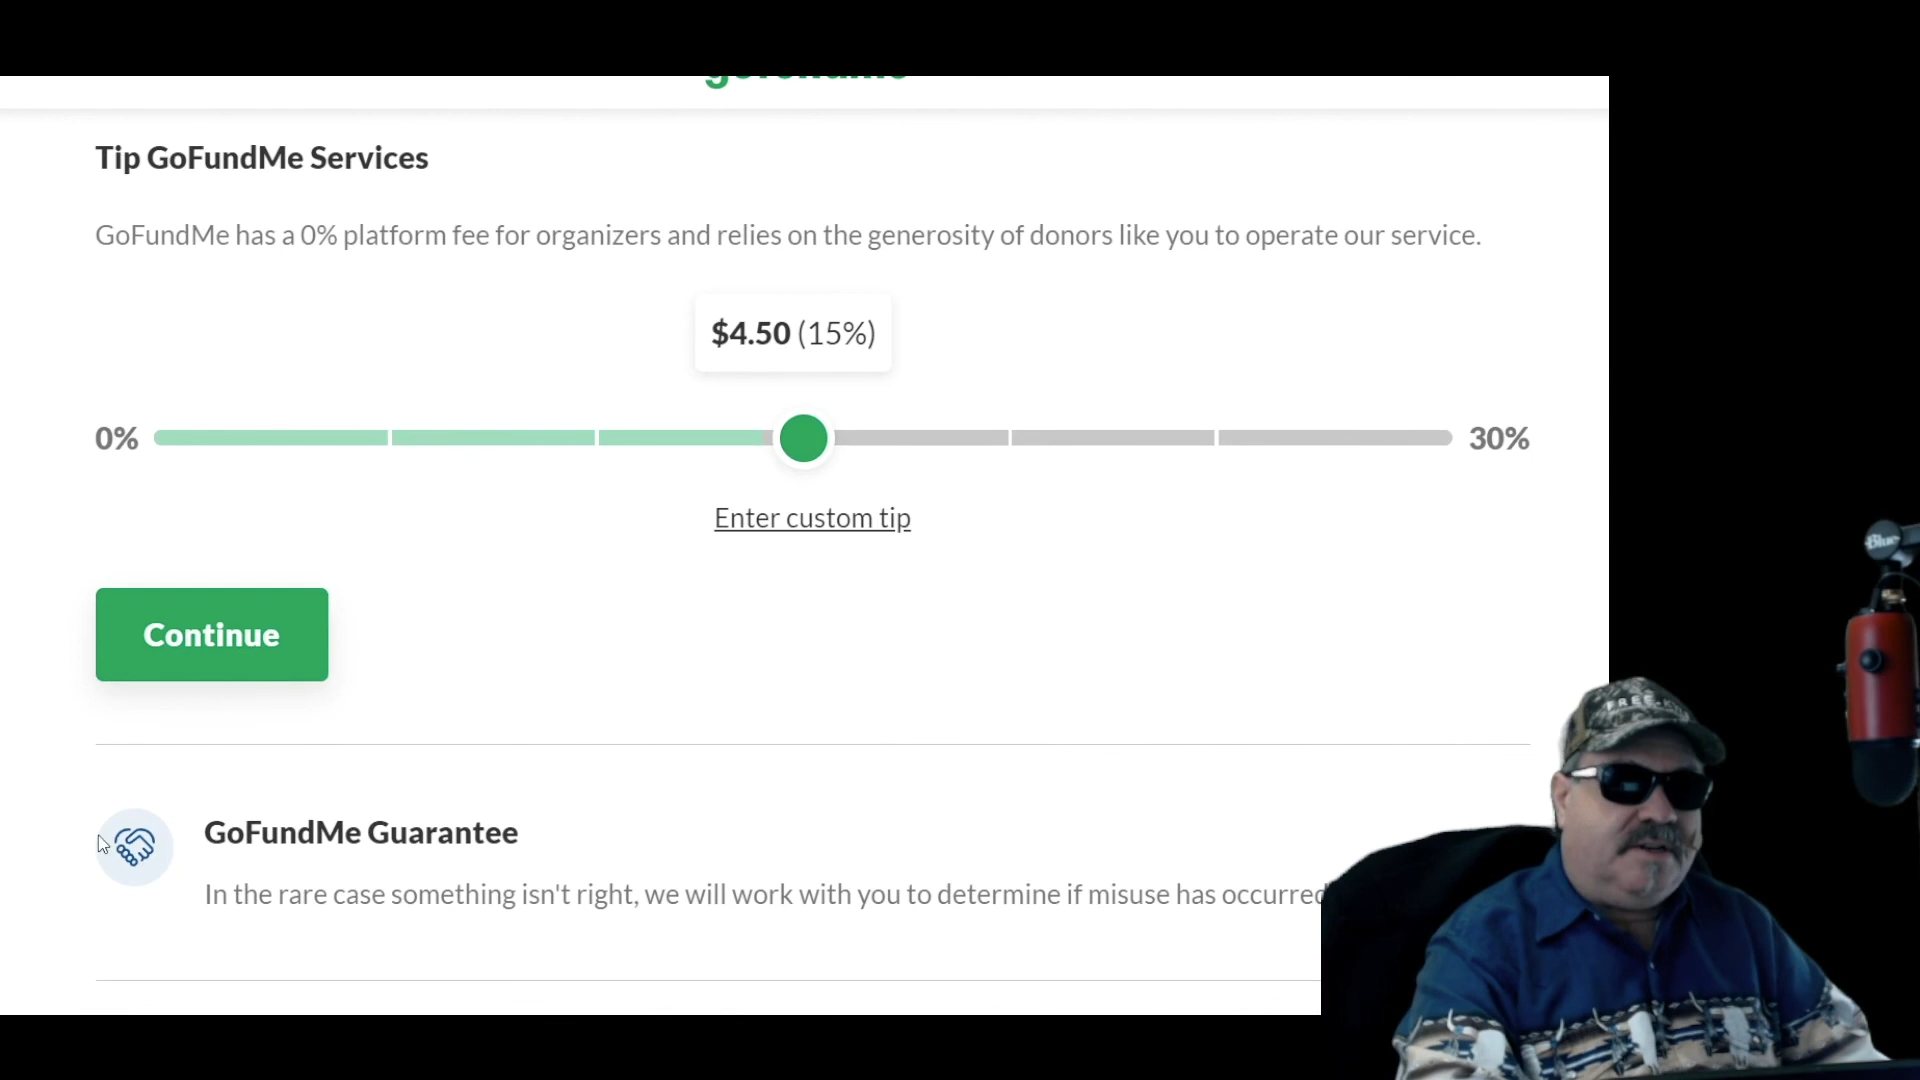 Tip GoFundMe Services
GoFundMe has a 0% platform fee for organizers and relies on the generosity of donors like you to operate our service.
$4.50 (15%)
0%
30%
Enter custom tip
Continue
Blue
GoFundMe Guarantee
In the rare case something isn't right, we will work with you to determine if misuse has occurred